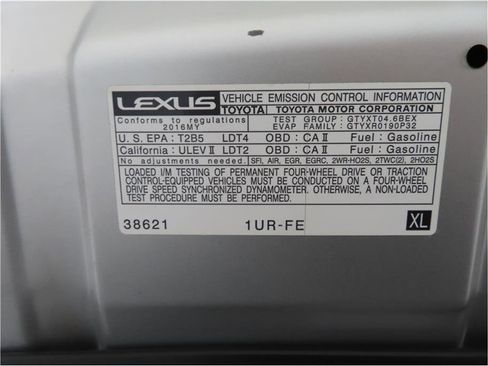 LEXUS VEHICLE EMISSION CONTROL INFORMATION
TOYOTA TOYOTA MOTOR CORPORATION
Conforms to regulations TEST GROUP : GTYXT04.6BEX
2016MY EVAP FAMILY : GTYXR0190P32
U. S. EPA : T2B5 LDT4 OBD : CA II Fuel : Gasoline
California : ULEV II LDT2 OBD : CA II Fuel : Gasoline
No adjustments needed. SFI, AIR, EGR, EGRC, 2WR-HO2S, 2TWC(2), 2HO2S
LOADED I/M TESTING OF PERMANENT FOUR-WHEEL DRIVE OR TRACTION
CONTROL-EQUIPPED VEHICLES MUST BE CONDUCTED ON A FOUR-WHEEL
DRIVE SPEED SYNCHRONIZED DYNAMOMETER. OTHERWISE, A NON-LOADED
TEST PROCEDURE MUST BE PERFORMED.
38621 1UR-FE XL